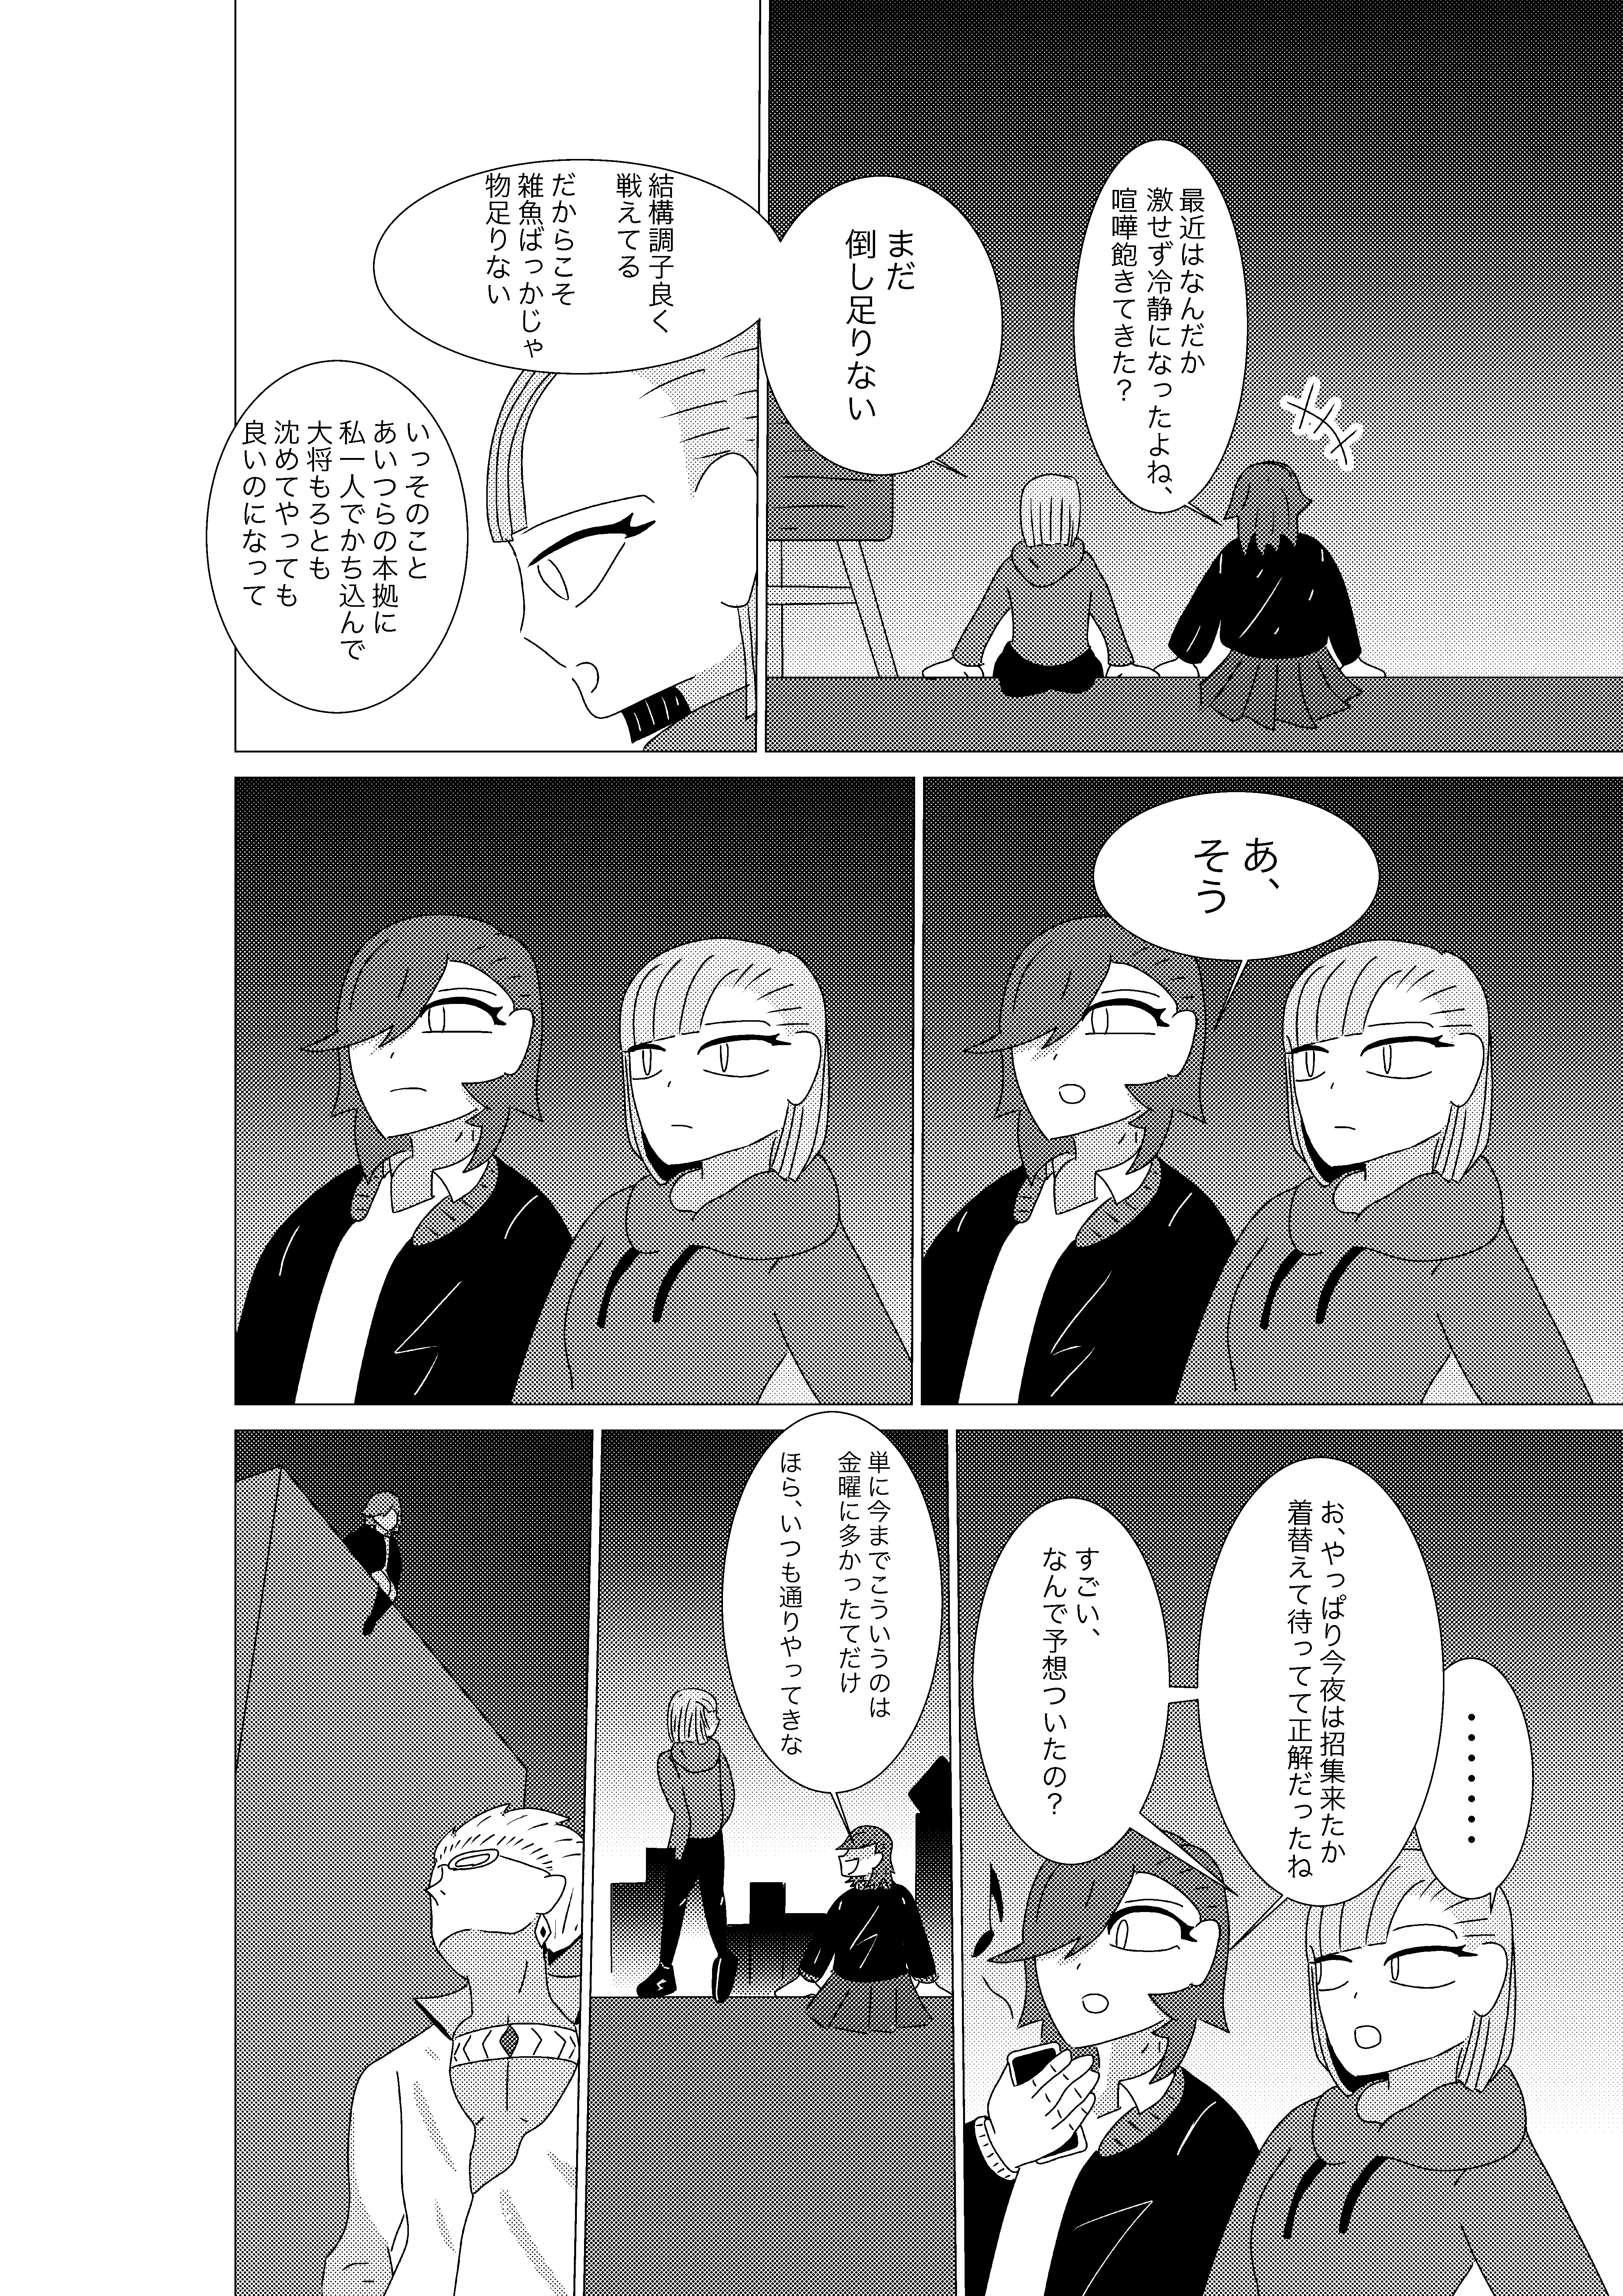 最近はなんだか
激せず冷静になったよね、
喧嘩飽きてきた？
まだ
倒し足りない
結構調子良く
戦えてる
だからこそ
雑魚ばっかじゃ
物足りない
いっそのこと
あいつらの本拠に
私一人でかち込んで
大将もろとも
沈めてやっても
良いのになって
あ、
そう
・・・・・・・
お、やっぱり今夜は招集来たか
着替えて待ってて正解だったね
すごい、
なんで予想ついたの？
単に今までこういうのは
金曜に多かったてだけ
ほら、いつも通りやってきな